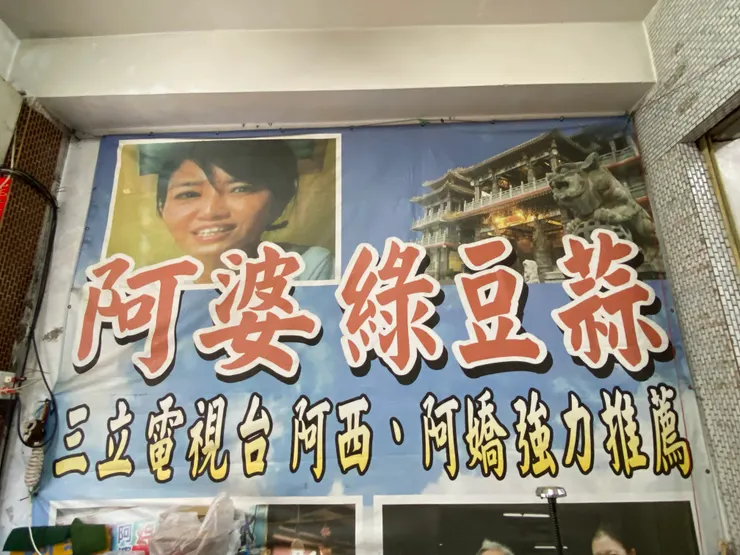 阿婆 綠豆蒜
三立電視台 阿西、阿嬌強力推薦